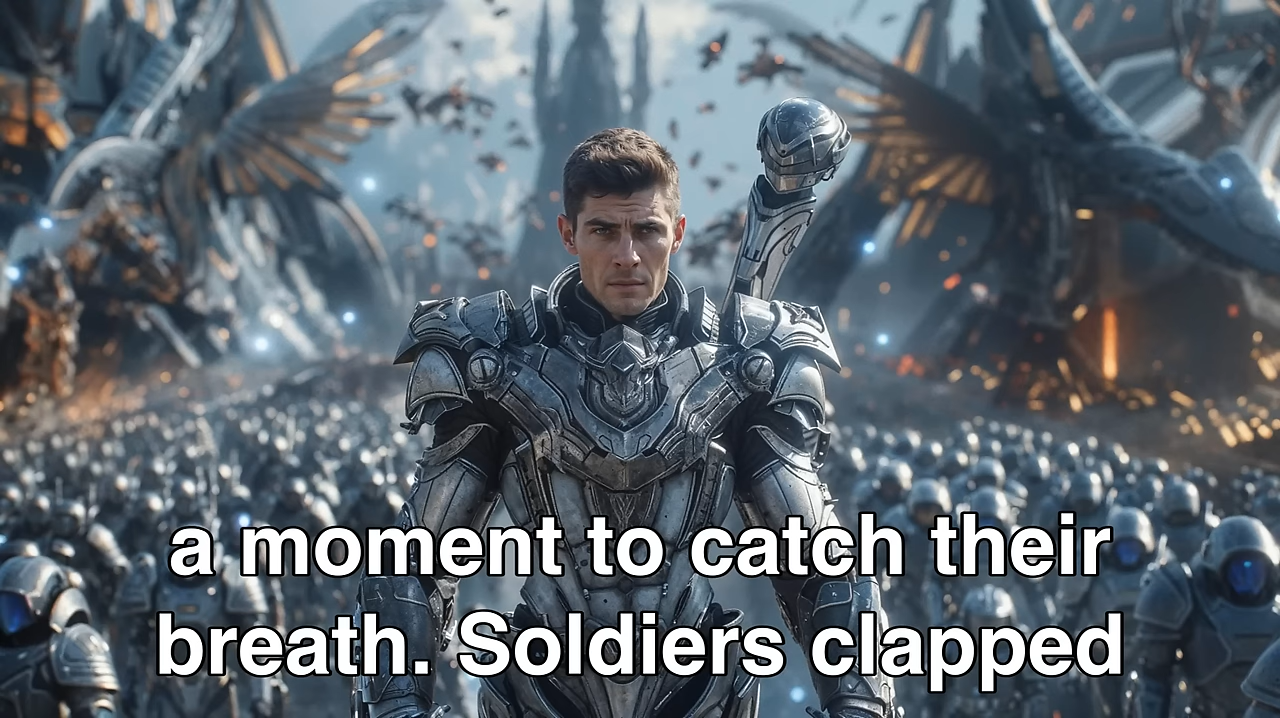 a moment to catch their
breath. Soldiers clapped